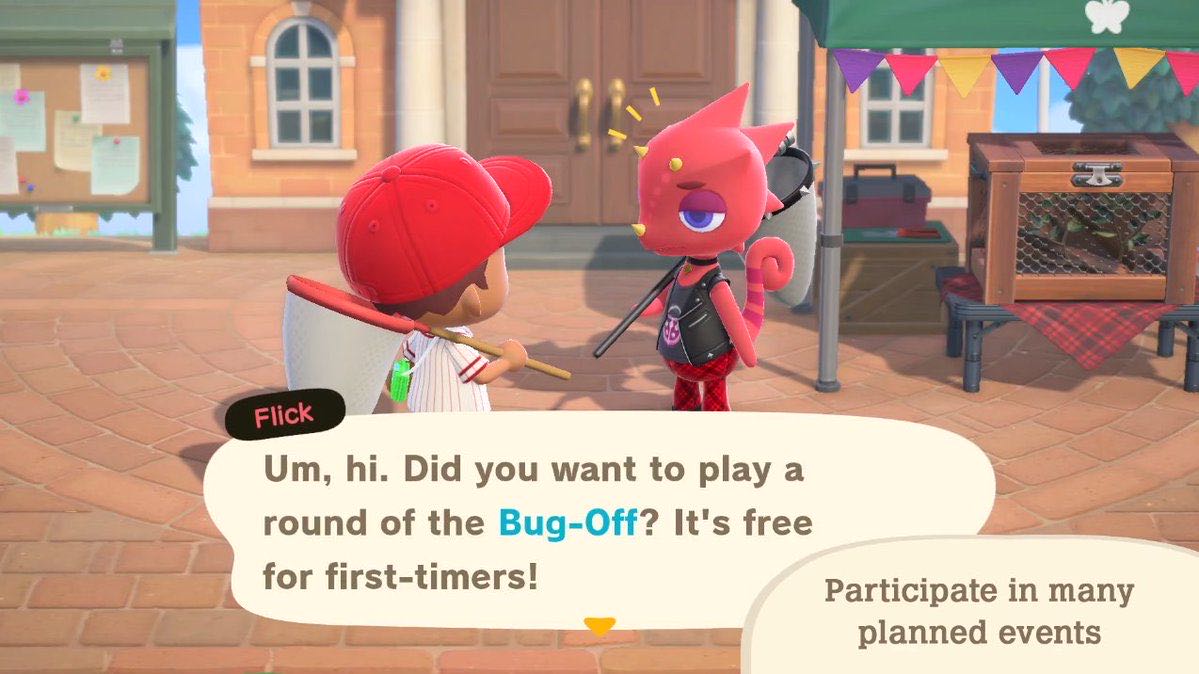 Flick
Um, hi. Did you want to play a
round of the Bug-Off? It's free
for first-timers!
Participate in many
planned events